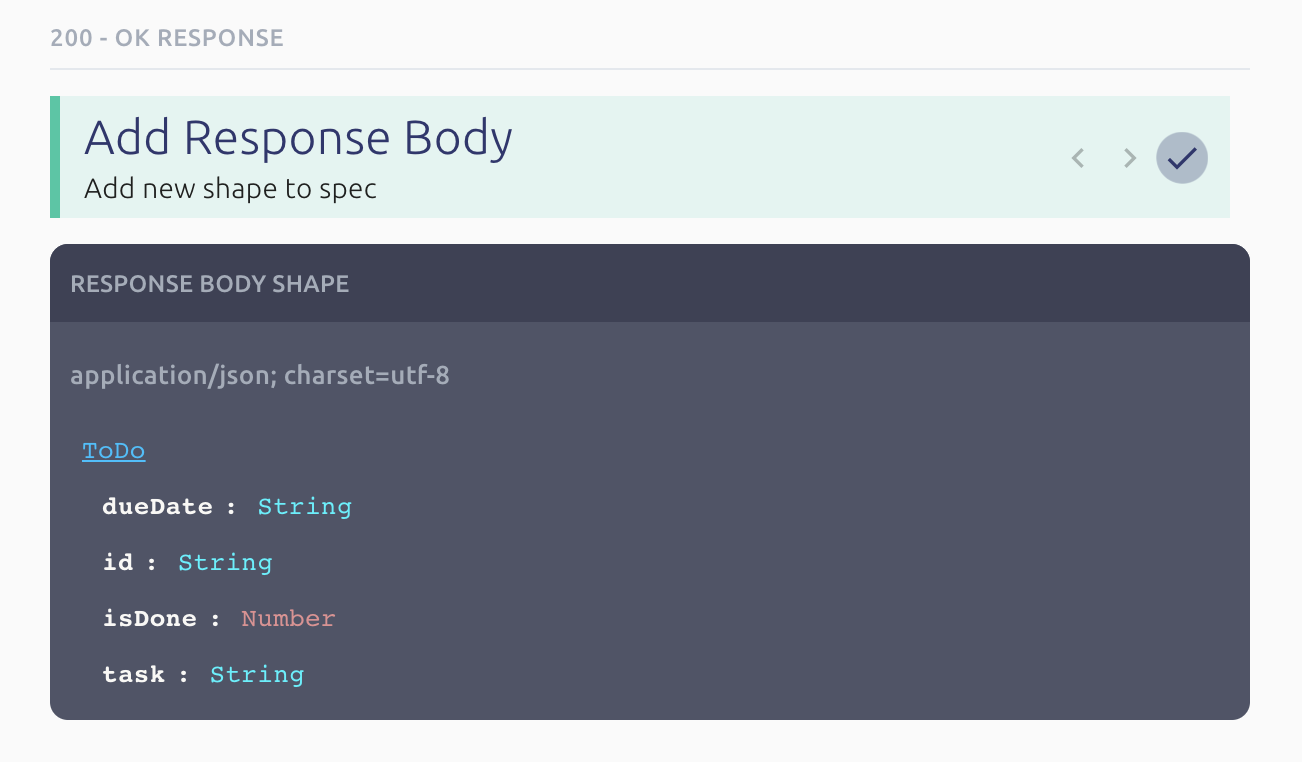 200 - OK RESPONSE
Add Response Body
Add new shape to spec
RESPONSE BODY SHAPE
application/json; charset=utf-8
ToDo
dueDate : String
id : String
isDone : Number
task : String